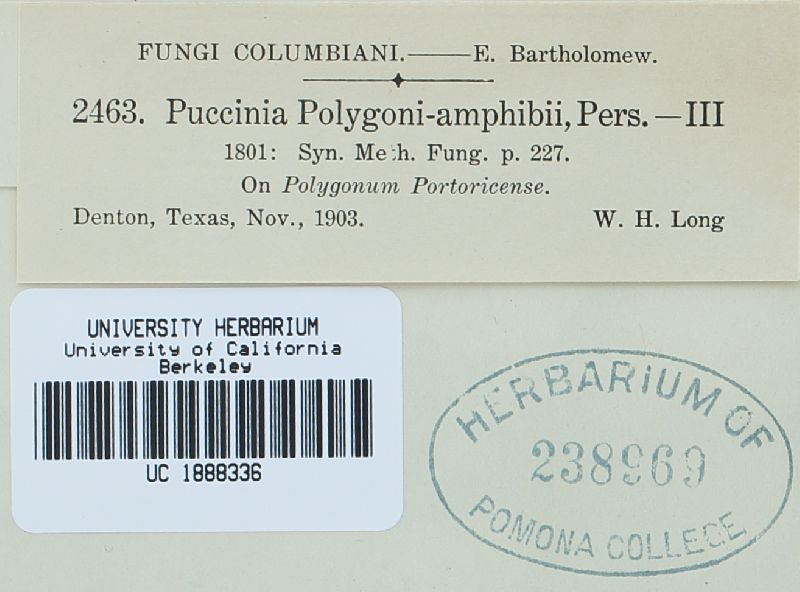 FUNGI COLUMBIANI.——E. Bartholomew.
2463. Puccinia Polygoni-amphibii, Pers.—III
1801: Syn. Meth. Fung. p. 227.
On Polygonum Portoricense.
Denton, Texas, Nov., 1903. W. H. Long
UNIVERSITY HERBARIUM
University of California
Berkeley
UC 1888336
HERBARIUM OF
238969
POMONA COLLEGE